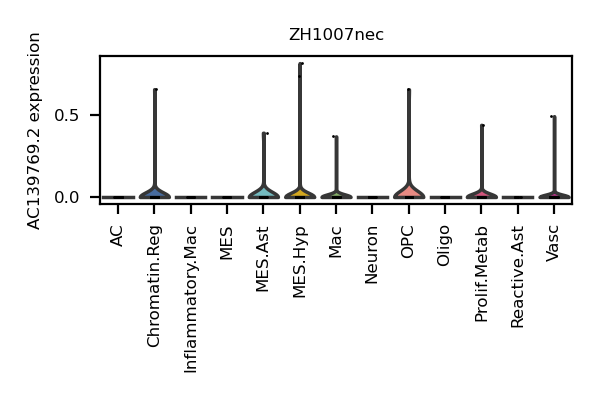 ZH1007nec
AC139769.2 expression
0.5
0.0
AC
Chromatin.Reg
Inflammatory.Mac
MES
MES.Ast
MES.Hyp
Mac
Neuron
OPC
Oligo
Prolif.Metab
Reactive.Ast
Vasc